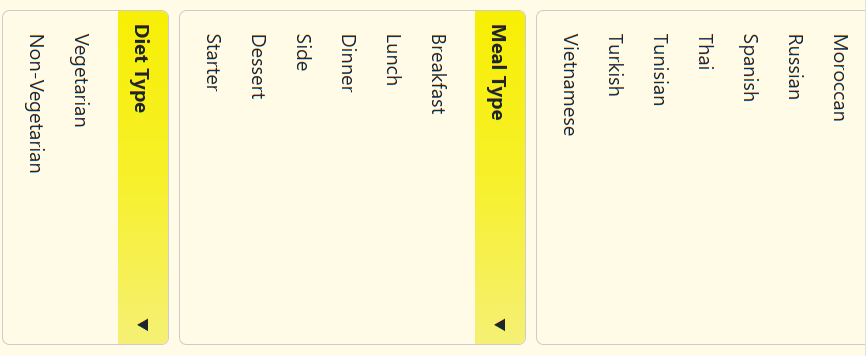 Moroccan
Russian
Spanish
Thai
Tunisian
Turkish
Vietnamese
Meal Type
Breakfast
Lunch
Dinner
Side
Dessert
Starter
Diet Type
Vegetarian
Non-Vegetarian